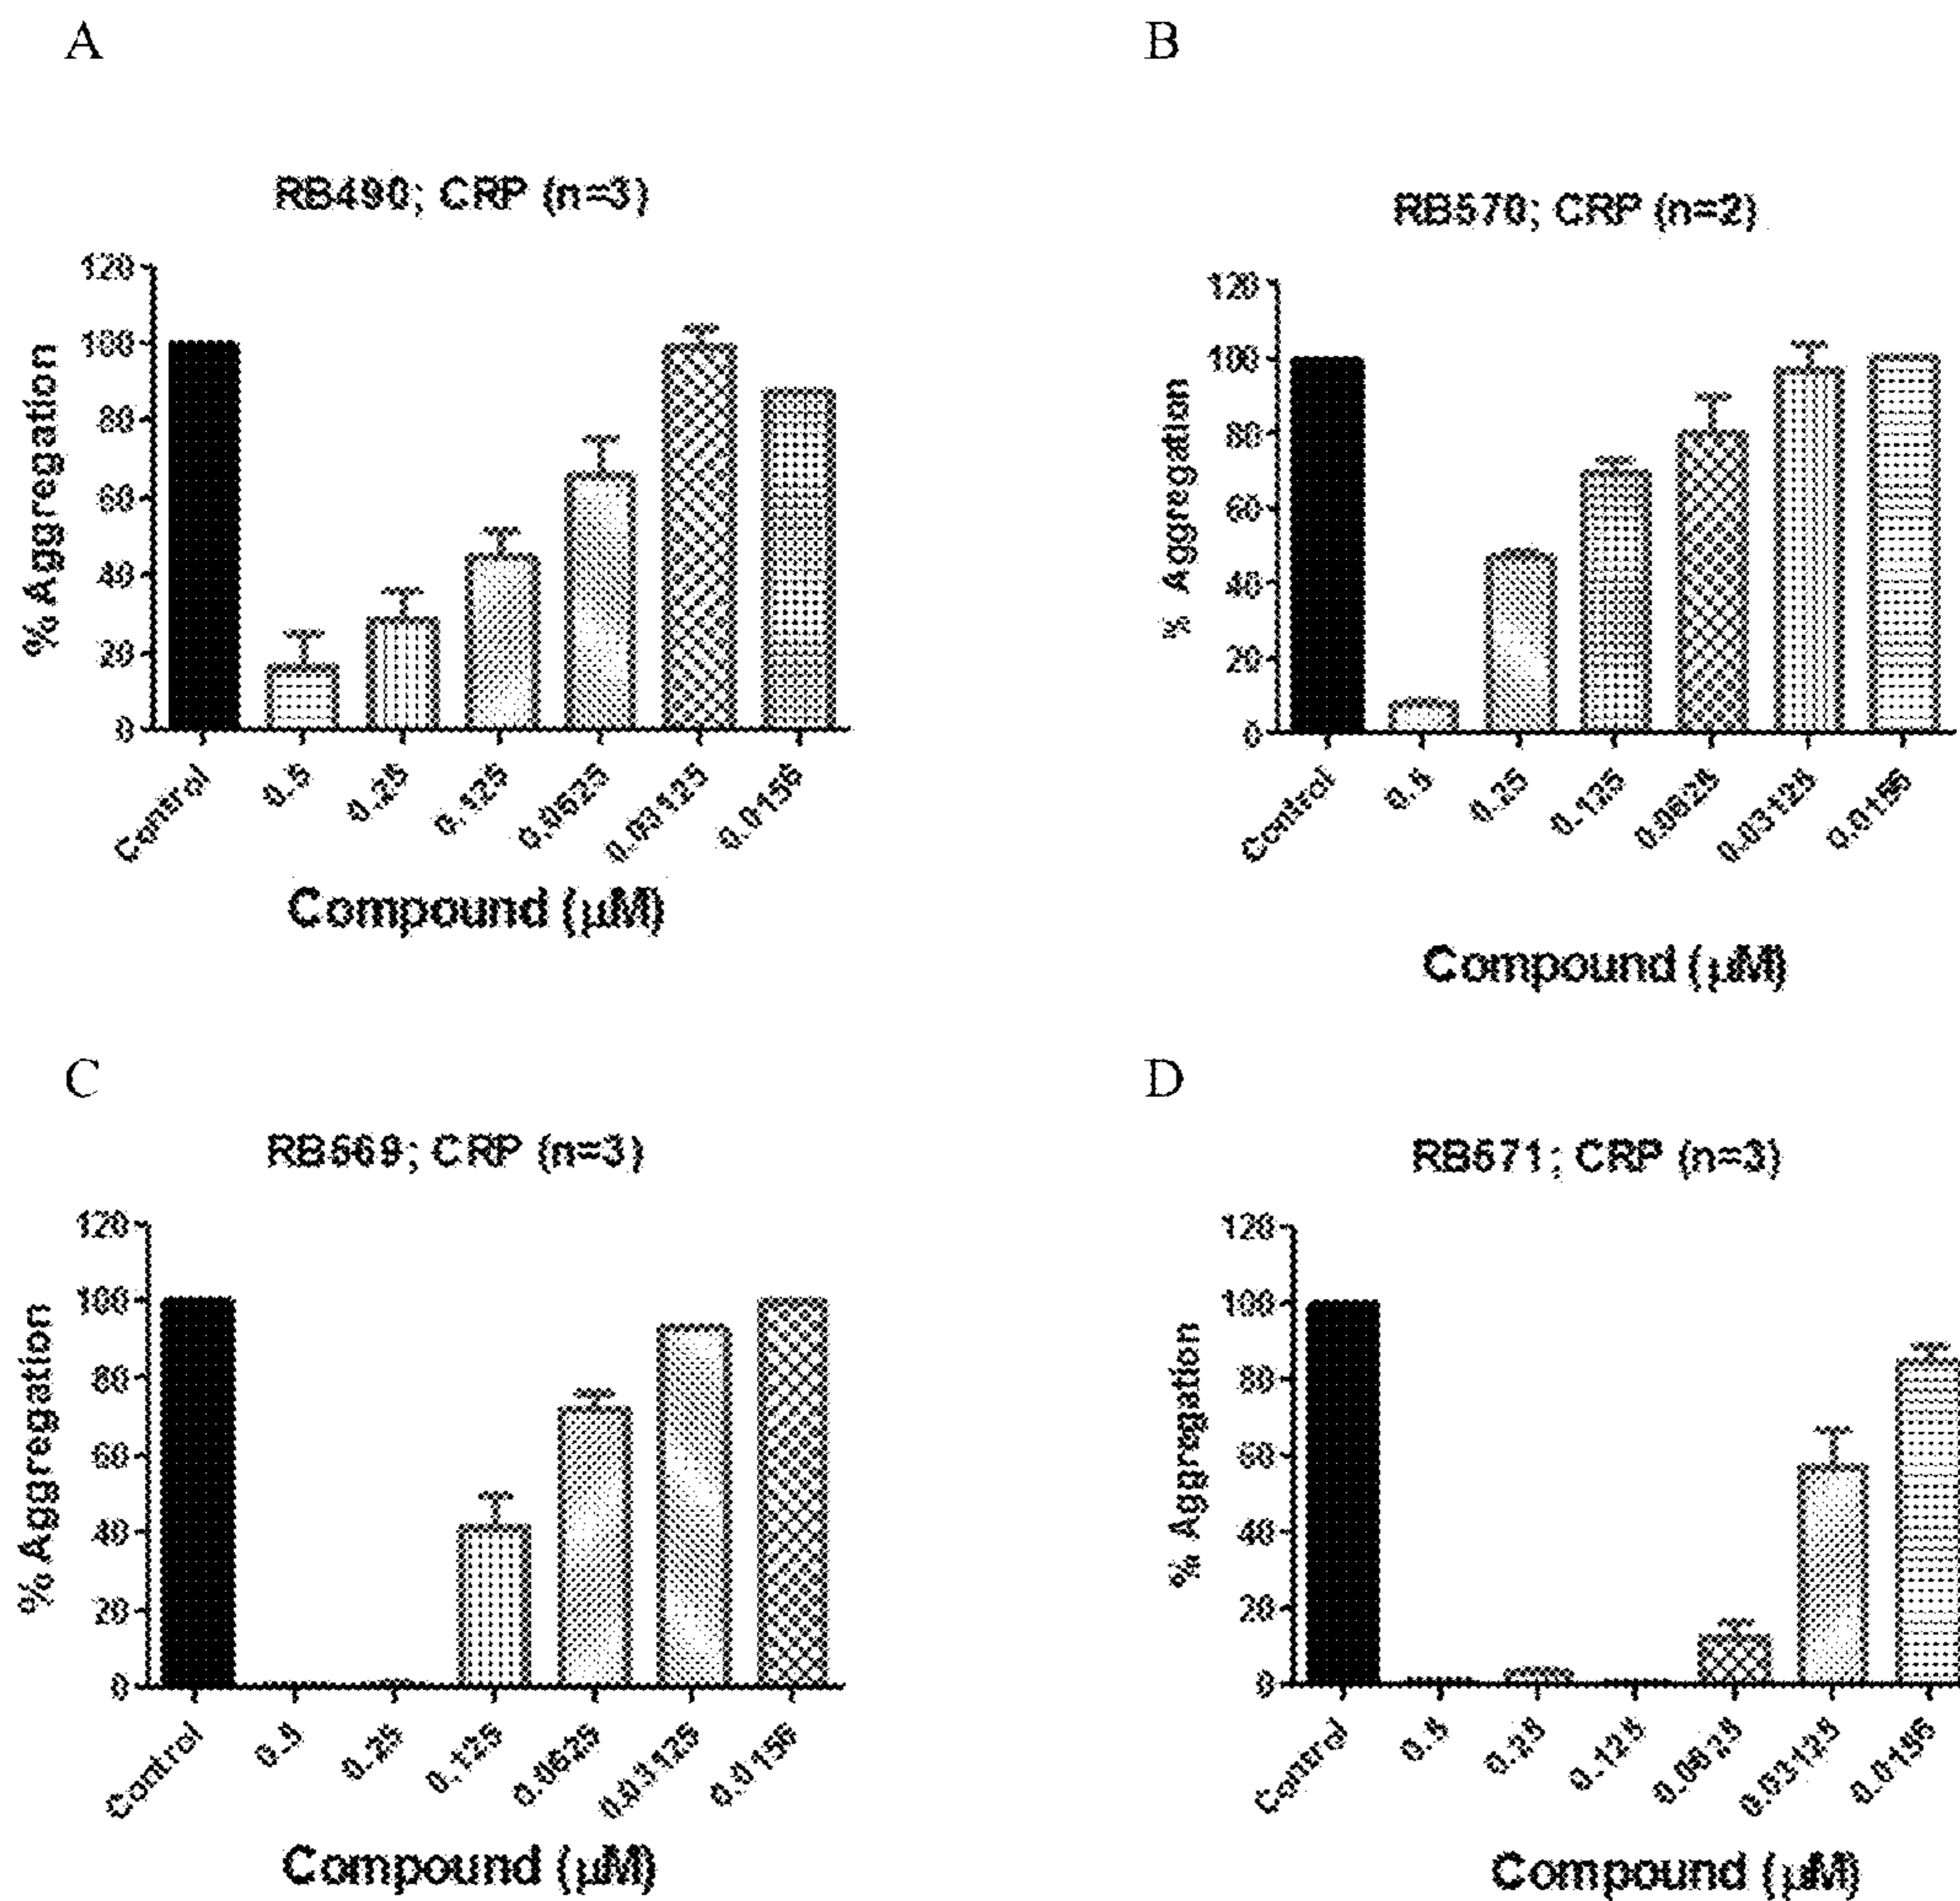 A
RB490; CRP (n=3)
% Aggregation
120
100
80
60
40
20
0
Control
0.5
0.25
0.125
0.0625
0.03125
0.0156
Compound (µM)
B
RB570; CRP (n=2)
% Aggregation
120
100
80
60
40
20
0
Control
0.5
0.25
0.125
0.0625
0.03125
0.0156
Compound (µM)
C
RB569; CRP (n=3)
% Aggregation
120
100
80
60
40
20
0
Control
0.5
0.25
0.125
0.0625
0.03125
0.0156
Compound (µM)
D
RB571; CRP (n=3)
% Aggregation
120
100
80
60
40
20
0
Control
0.5
0.25
0.125
0.0625
0.03125
0.0156
Compound (µM)